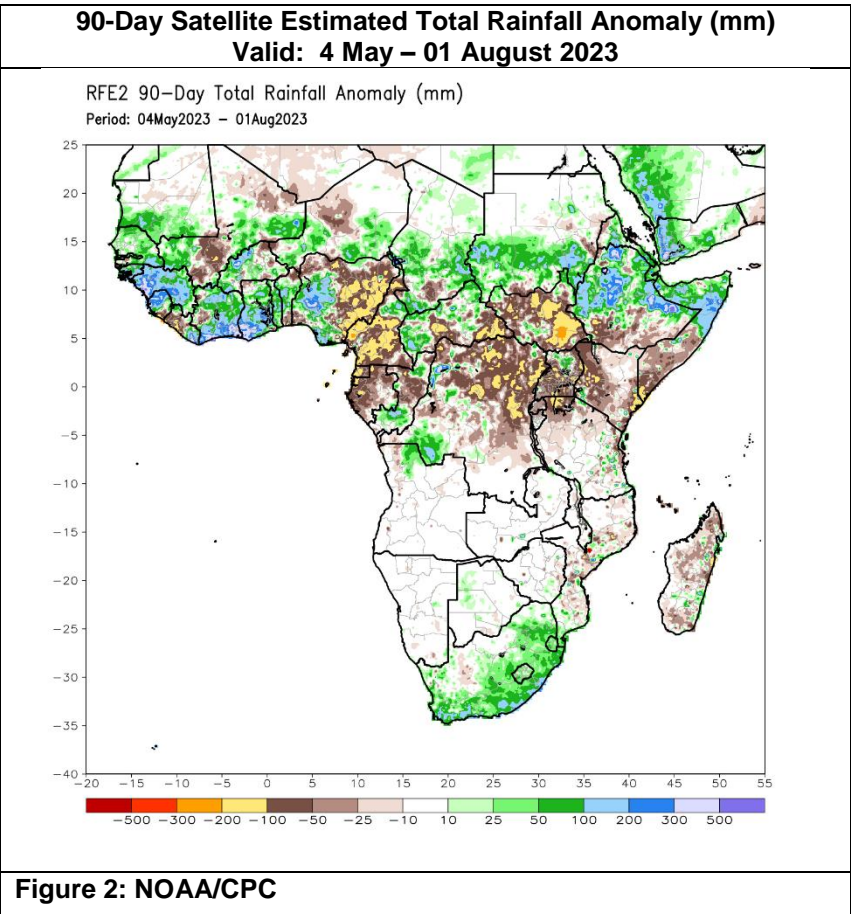 90-Day Satellite Estimated Total Rainfall Anomaly (mm)
Valid: 4 May – 01 August 2023
RFE2 90-Day Total Rainfall Anomaly (mm)
Period: 04May2023 – 01Aug2023
25
20
15
10
5
0
-5
-10
-15
-20
-25
-30
-35
-40
-20 -15 -10 -5 0 5 10 15 20 25 30 35 40 45 50 55
-500 -300 -200 -100 -50 -25 -10 10 25 50 100 200 300 500
Figure 2: NOAA/CPC